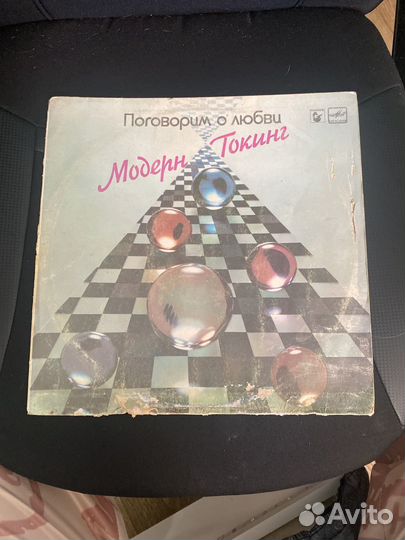 Поговорим о любви
Модерн Токинг
Avito